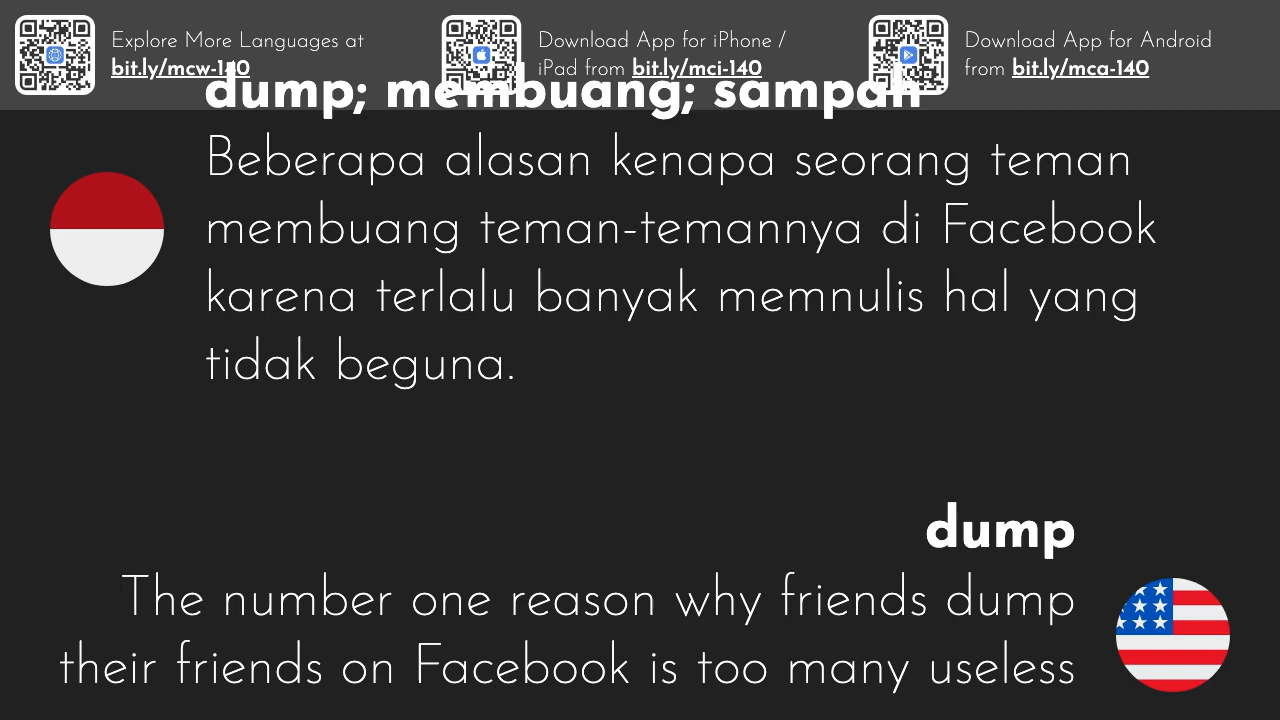 Explore More Languages at
bit.ly/mcw-140
Download App for iPhone /
iPad from bit.ly/mci-140
Download App for Android
from bit.ly/mca-140
dump; membuang; sampah
Beberapa alasan kenapa seorang teman
membuang teman-temannya di Facebook
karena terlalu banyak memnulis hal yang
tidak beguna.
dump
The number one reason why friends dump
their friends on Facebook is too many useless